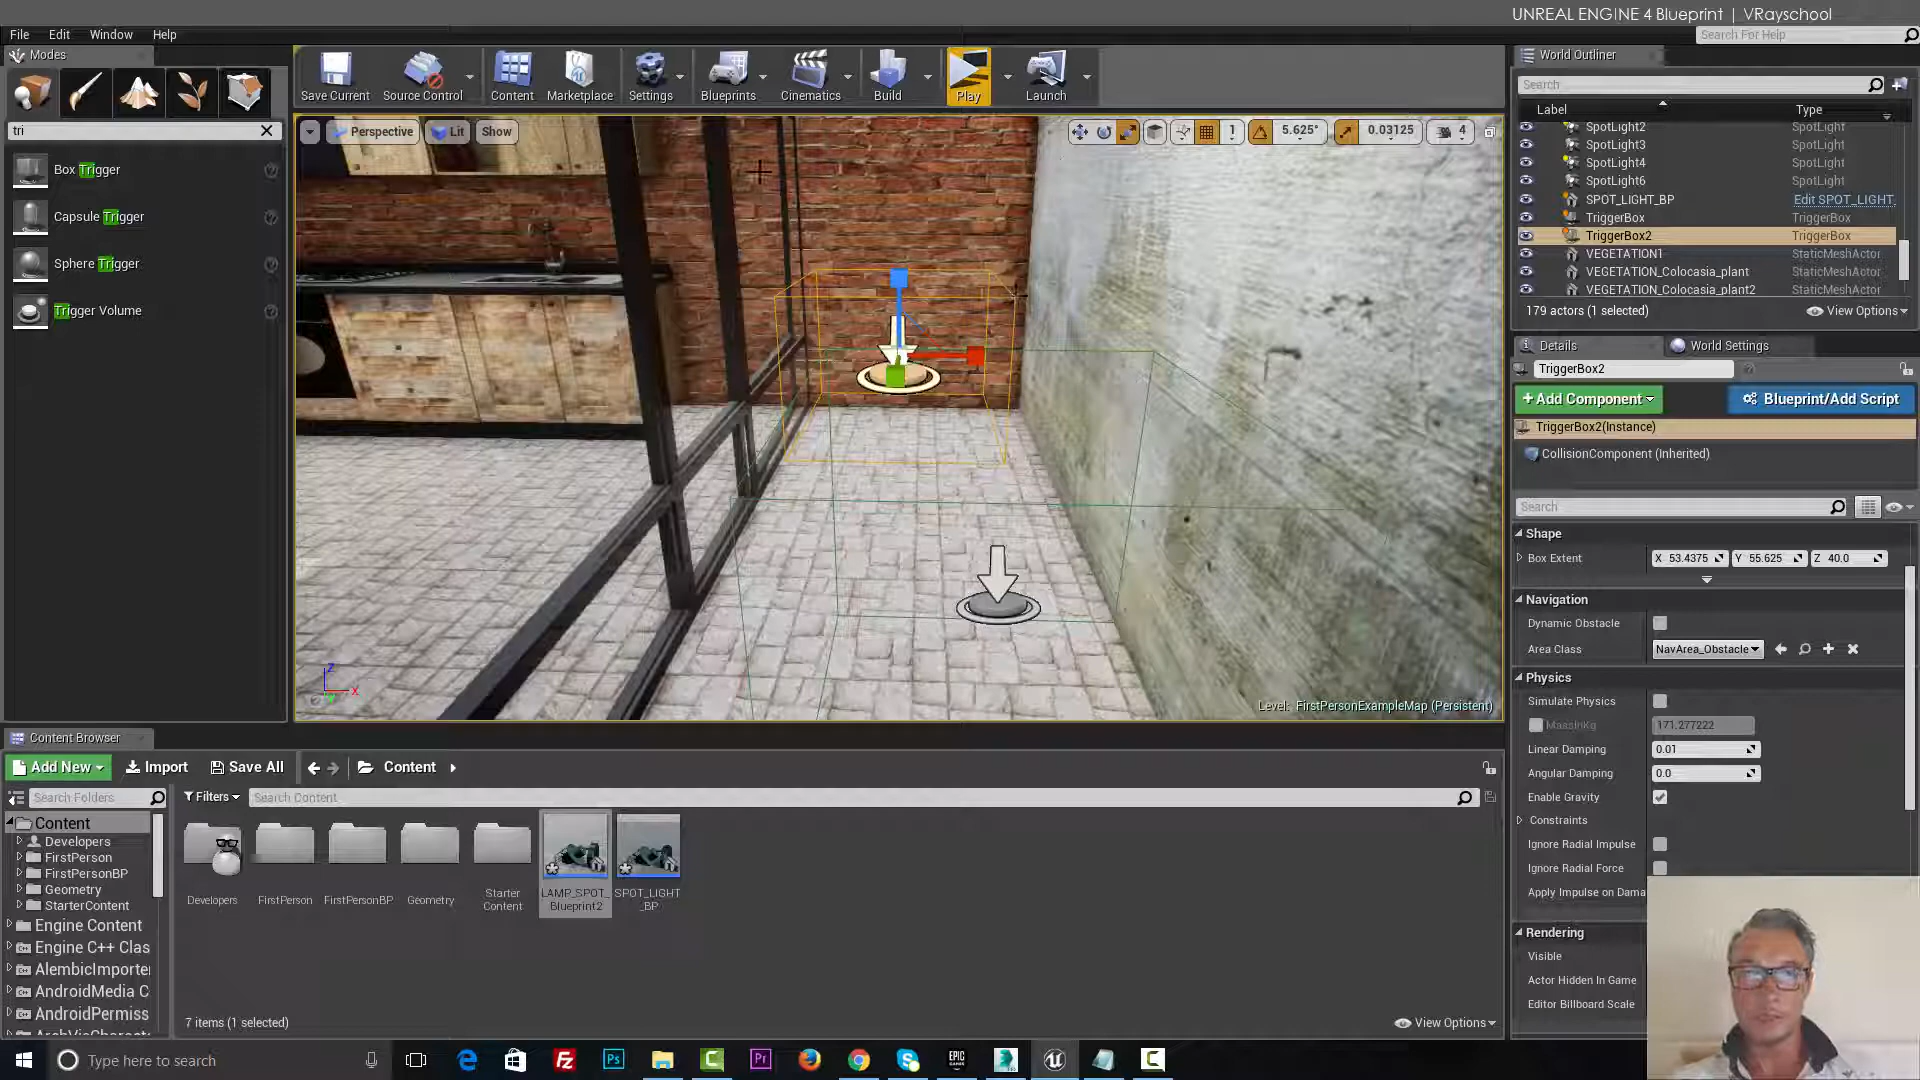 UNREAL ENGINE 4 Blueprint | VRayschool
File Edit Window Help
Search For Help
Modes
tri
Box Trigger
Capsule Trigger
Sphere Trigger
Trigger Volume
Save Current
Source Control
Content
Marketplace
Settings
Blueprints
Cinematics
Build
Play
Launch
Perspective
Lit
Show
1
5.625°
0.03125
4
Z
X
Level: FirstPersonExampleMap (Persistent)
World Outliner
Search
Label Type
SpotLight2 SpotLight
SpotLight3 SpotLight
SpotLight4 SpotLight
SpotLight6 SpotLight
SPOT_LIGHT_BP Edit SPOT_LIGHT_
TriggerBox TriggerBox
TriggerBox2 TriggerBox
VEGETATION1 StaticMeshActor
VEGETATION_Colocasia_plant StaticMeshActor
VEGETATION_Colocasia_plant2 StaticMeshActor
179 actors (1 selected)
View Options
Details
World Settings
TriggerBox2
+Add Component
Blueprint/Add Script
TriggerBox2(Instance)
CollisionComponent (Inherited)
Search
Shape
Box Extent X 53.4375 Y 55.625 Z 40.0
Navigation
Dynamic Obstacle
Area Class NavArea_Obstacle
Physics
Simulate Physics
MassInKg 171.277222
Linear Damping 0.01
Angular Damping 0.0
Enable Gravity
Constraints
Ignore Radial Impulse
Ignore Radial Force
Apply Impulse on Dama
Rendering
Visible
Actor Hidden In Game
Editor Billboard Scale
Content Browser
Add New
Import
Save All
Content
Search Folders
Filters
Search Content
Content
Developers
FirstPerson
FirstPersonBP
Geometry
StarterContent
Engine Content
Engine C++ Clas
AlembicImporte
AndroidMedia C
AndroidPermiss
Developers
FirstPerson
FirstPersonBP
Geometry
Starter
Content
LAMP_SPOT_
Blueprint2
SPOT_LIGHT
_BP
7 items (1 selected)
View Options
Type here to search